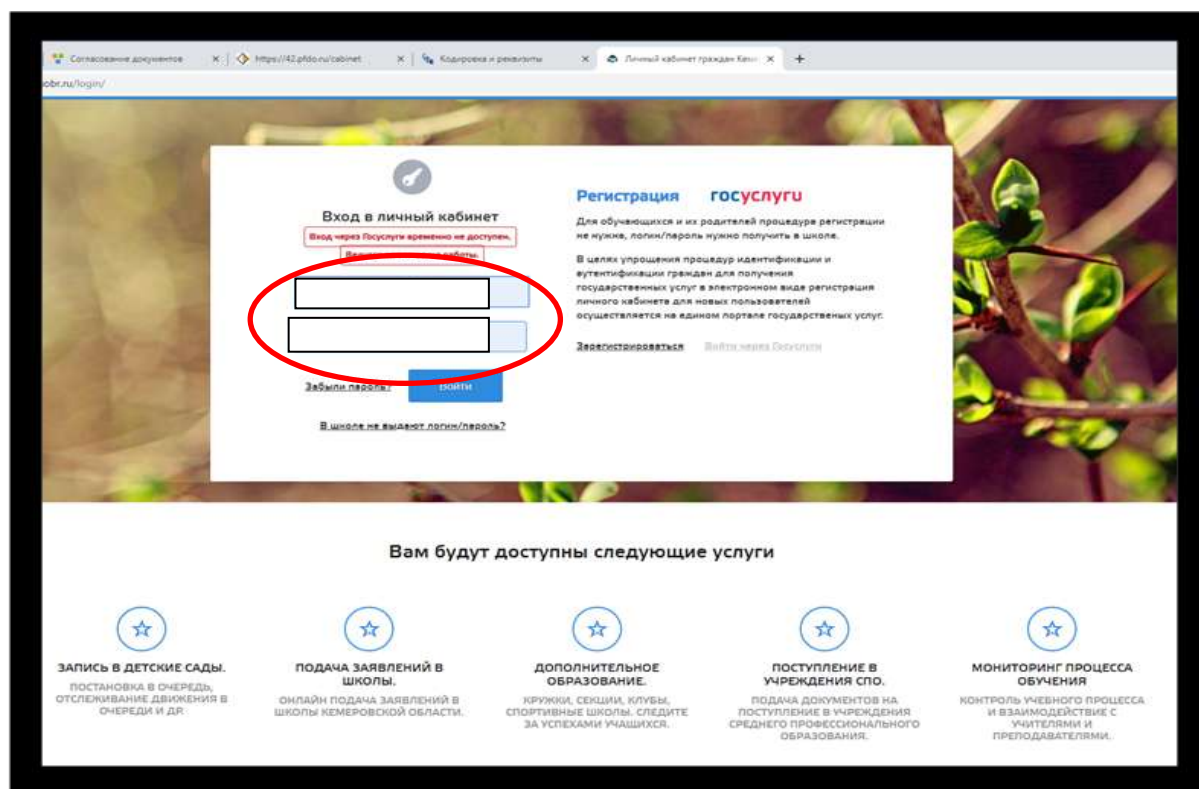 Согласование документов
https://42.pfdo.ru/cabinet
Кодировка и реквизиты
Личный кабинет граждан Кем
obr.ru/login/
Вход в личный кабинет
Вход через Госуслуги временно не доступен.
работы.
Забыли пароль?
Войти
В школе не выдают логин/пароль?
Регистрация
госуслуги
Для обучающихся и их родителей процедура регистрации
не нужна, логин/пароль нужно получить в школе.
В целях упрощения процедур идентификации и
аутентификации граждан для получения
государственных услуг в электронном виде регистрация
личного кабинета для новых пользователей
осуществляется на едином портале государственых услуг.
Зарегистрироваться
Войти через Госуслуги
Вам будут доступны следующие услуги
ЗАПИСЬ В ДЕТСКИЕ САДЫ.
ПОСТАНОВКА В ОЧЕРЕДЬ,
ОТСЛЕЖИВАНИЕ ДВИЖЕНИЯ В
ОЧЕРЕДИ И ДР.
ПОДАЧА ЗАЯВЛЕНИЙ В
ШКОЛЫ.
ОНЛАЙН ПОДАЧА ЗАЯВЛЕНИЙ В
ШКОЛЫ КЕМЕРОВСКОЙ ОБЛАСТИ.
ДОПОЛНИТЕЛЬНОЕ
ОБРАЗОВАНИЕ.
КРУЖКИ, СЕКЦИИ, КЛУБЫ,
СПОРТИВНЫЕ ШКОЛЫ. СЛЕДИТЕ
ЗА УСПЕХАМИ УЧАЩИХСЯ.
ПОСТУПЛЕНИЕ В
УЧРЕЖДЕНИЯ СПО.
ПОДАЧА ДОКУМЕНТОВ НА
ПОСТУПЛЕНИЕ В УЧРЕЖДЕНИЯ
СРЕДНЕГО ПРОФЕССИОНАЛЬНОГО
ОБРАЗОВАНИЯ.
МОНИТОРИНГ ПРОЦЕССА
ОБУЧЕНИЯ
КОНТРОЛЬ УЧЕБНОГО ПРОЦЕССА
И ВЗАИМОДЕЙСТВИЕ С
УЧИТЕЛЯМИ И
ПРЕПОДАВАТЕЛЯМИ.